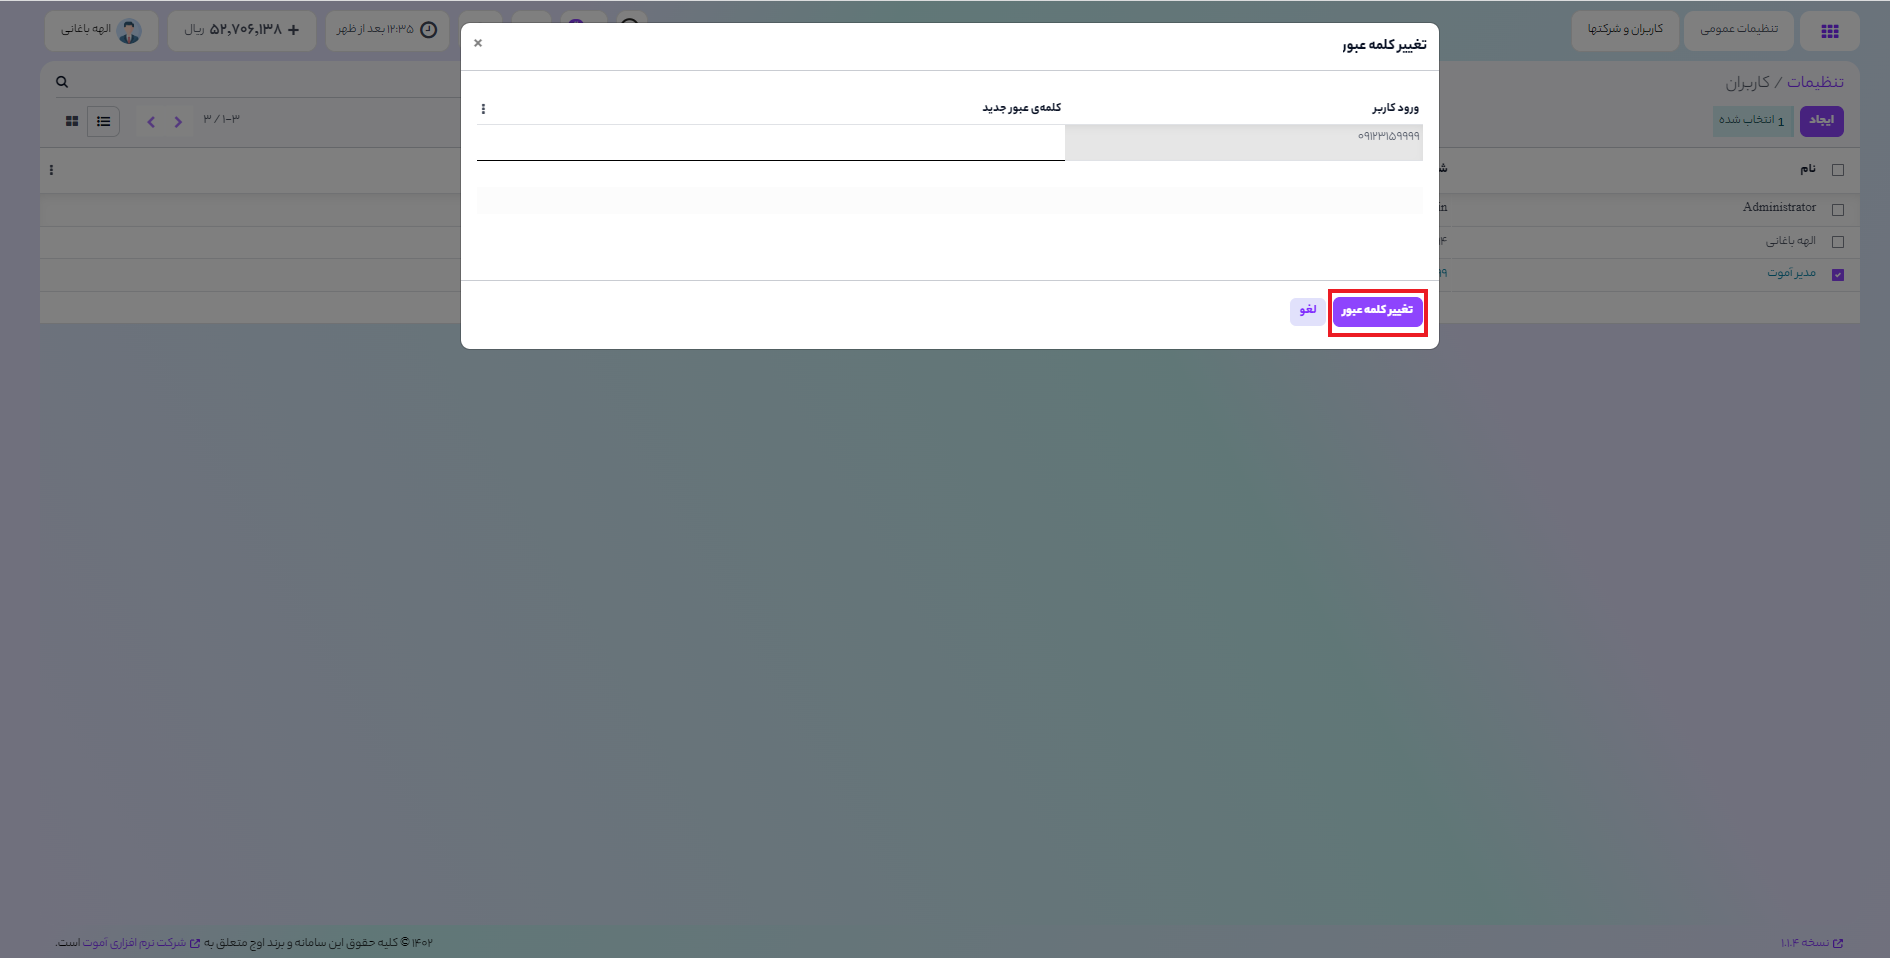 تنظیمات عمومی
کاربران و شرکتها
۱۲:۳۵ بعد از ظهر
+ ۵۲,۷۰۶,۱۳۸ ریال
الهه باغانی
تنظیمات / کاربران
ایجاد
1 انتخاب شده
۱-۳ / ۳
تغییر کلمه عبور
×
ورود کاربر
کلمه‌ی عبور جدید
۰۹۱۲۳۱۵۹۹۹۹
تغییر کلمه عبور
لغو
نام
ش
Administrator
in
الهه باغانی
۱۴
مدیر آموت
۹۹
نسخه ۱.۱.۴
۱۴۰۲ © کلیه حقوق این سامانه و برند اوج متعلق به شرکت نرم افزاری آموت است.